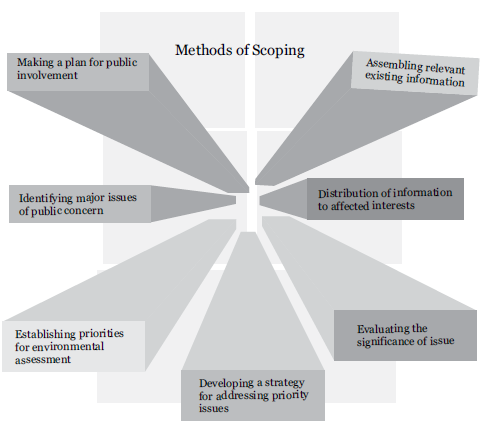 Methods of Scoping
Making a plan for public
involvement
Assembling relevant
existing information
Identifying major issues
of public concern
Distribution of information
to affected interests
Establishing priorities
for environmental
assessment
Evaluating the
significance of issue
Developing a strategy
for addressing priority
issues